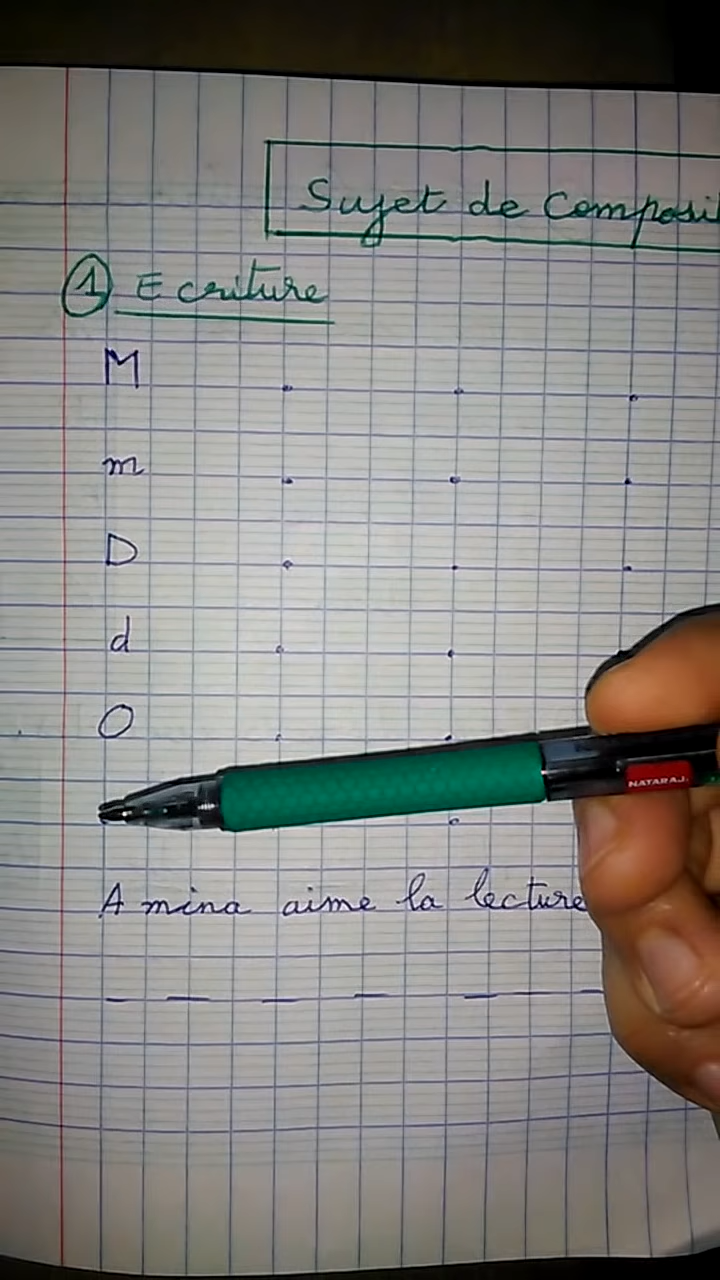 Sujet de Composi
1 Ecriture
M
m
D
d
O
Amina aime la lecture
NATARAJ